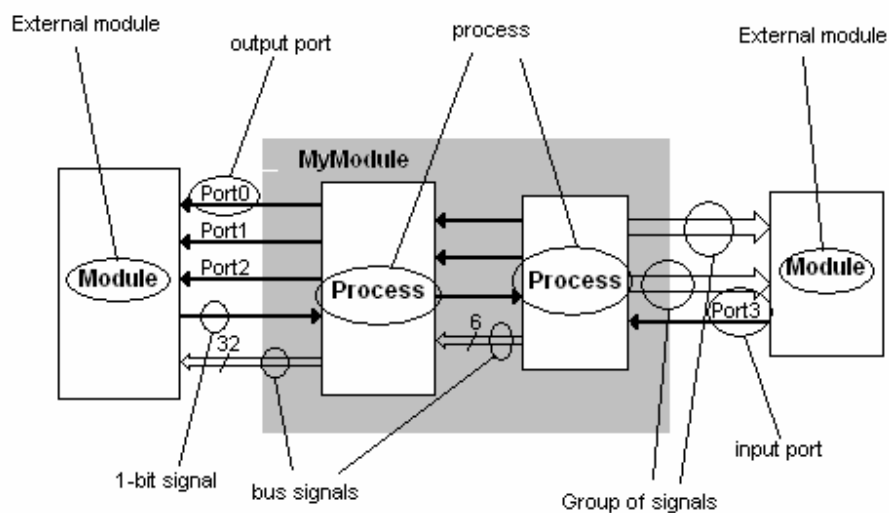 External module
output port
process
External module
MyModule
Port0
Port1
Port2
Module
Process
Process
Module
Port3
6
32
1-bit signal
bus signals
input port
Group of signals